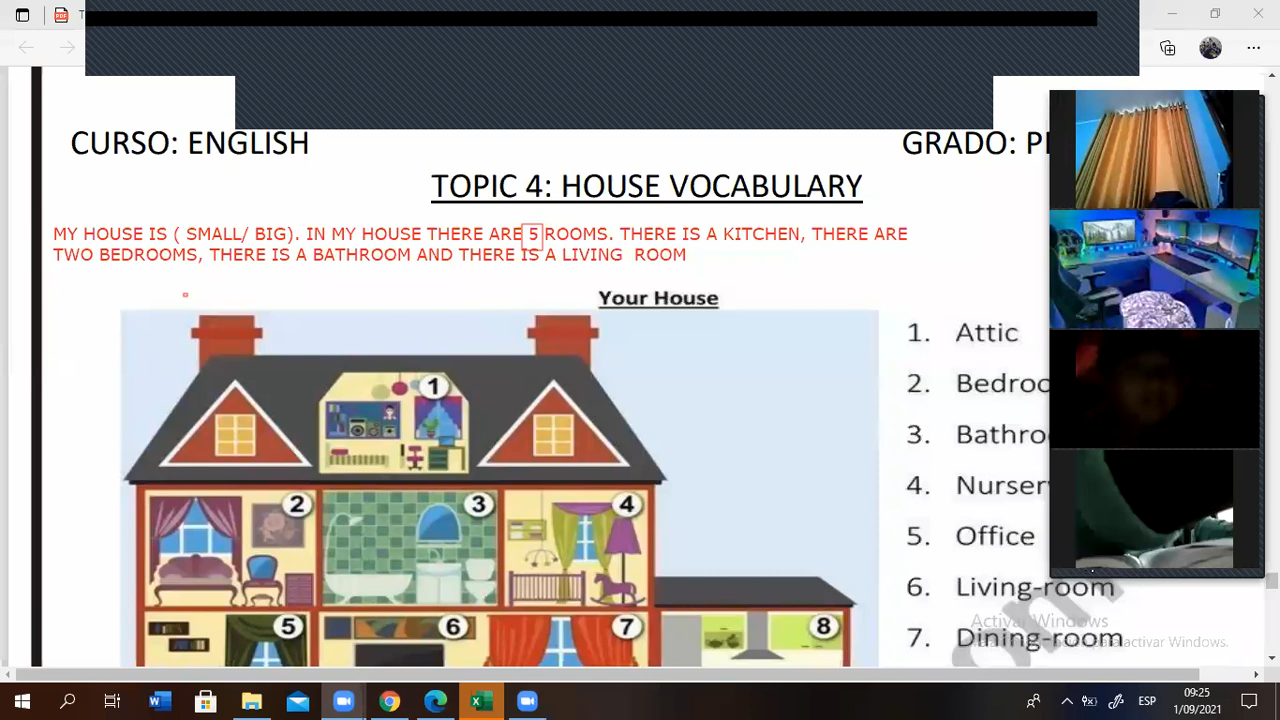 CURSO: ENGLISH
GRADO:
TOPIC 4: HOUSE VOCABULARY
MY HOUSE IS ( SMALL/ BIG). IN MY HOUSE THERE ARE 5 ROOMS. THERE IS A KITCHEN, THERE ARE
TWO BEDROOMS, THERE IS A BATHROOM AND THERE IS A LIVING ROOM
Your House
1. Attic
2.
3.
4.
5. Office
6. Living-room
7. Dining-room
1
2
3
4
5
6
7
8
Activar Windows
para activar Windows.
ESP
09:25
1/09/2021